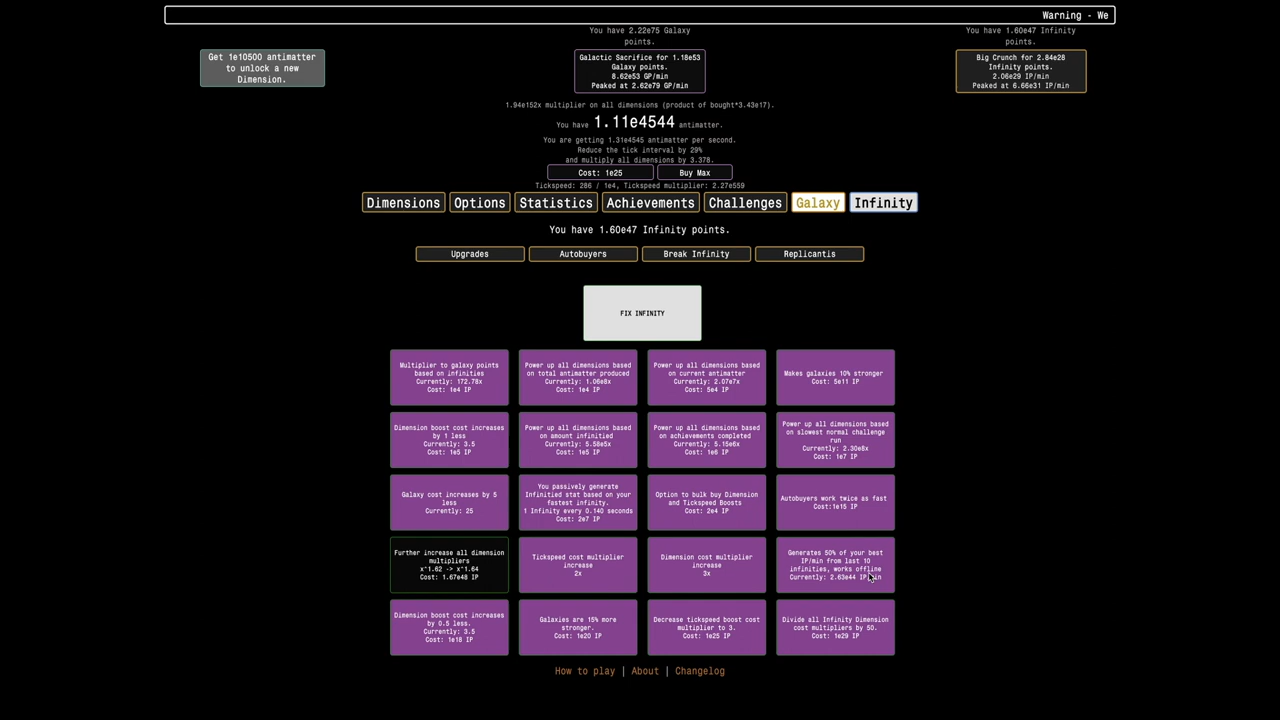 Warning - We
You have 2.22e75 Galaxy
points.
You have 1.60e47 Infinity
points.
Get 1e10500 antimatter
to unlock a new
Dimension.
Galactic Sacrifice for 1.18e53
Galaxy points.
8.62e53 GP/min
Peaked at 2.62e79 GP/min
Big Crunch for 2.84e28
Infinity points.
2.08e29 IP/min
Peaked at 6.66e31 IP/min
1.94e152x multiplier on all dimensions (product of bought*3.43e17).
You have 1.11e4544 antimatter.
You are getting 1.31e4545 antimatter per second.
Reduce the tick interval by 29%
and multiply all dimensions by 3.378.
Cost: 1e25
Buy Max
Tickspeed: 286 / 1e4, Tickspeed multiplier: 2.27e559
Dimensions
Options
Statistics
Achievements
Challenges
Galaxy
Infinity
You have 1.60e47 Infinity points.
Upgrades
Autobuyers
Break Infinity
Replicantis
FIX INFINITY
Multiplier to galaxy points
based on infinities
Currently: 172.78x
Cost: 1e4 IP
Power up all dimensions based
on total antimatter produced
Currently: 1.06e8x
Cost: 1e4 IP
Power up all dimensions based
on current antimatter
Currently: 2.07e7x
Cost: 5e4 IP
Makes galaxies 10% stronger
Cost: 5e11 IP
Dimension boost cost increases
by 1 less
Currently: 3.5
Cost: 1e5 IP
Power up all dimensions based
on amount infinitied
Currently: 5.58e5x
Cost: 1e5 IP
Power up all dimensions based
on achievements completed
Currently: 5.15e6x
Cost: 1e6 IP
Power up all dimensions based
on slowest normal challenge
run
Currently: 2.30e8x
Cost: 1e7 IP
Galaxy cost increases by 5
less
Currently: 25
You passively generate
Infinitied stat based on your
fastest infinity.
1 Infinity every 0.140 seconds
Cost: 2e7 IP
Option to bulk buy Dimension
and Tickspeed Boosts
Cost: 2e4 IP
Autobuyers work twice as fast
Cost:1e15 IP
Further increase all dimension
multipliers
x^1.62 -> x^1.64
Cost: 1.67e48 IP
Tickspeed cost multiplier
increase
2x
Dimension cost multiplier
increase
3x
Generates 50% of your best
IP/min from last 10
infinities, works offline
Currently: 2.63e44 IP/min
Dimension boost cost increases
by 0.5 less.
Currently: 3.5
Cost: 1e18 IP
Galaxies are 15% more
stronger.
Cost: 1e20 IP
Decrease tickspeed boost cost
multiplier to 3.
Cost: 1e25 IP
Divide all Infinity Dimension
cost multipliers by 50.
Cost: 1e29 IP
How to play | About | Changelog